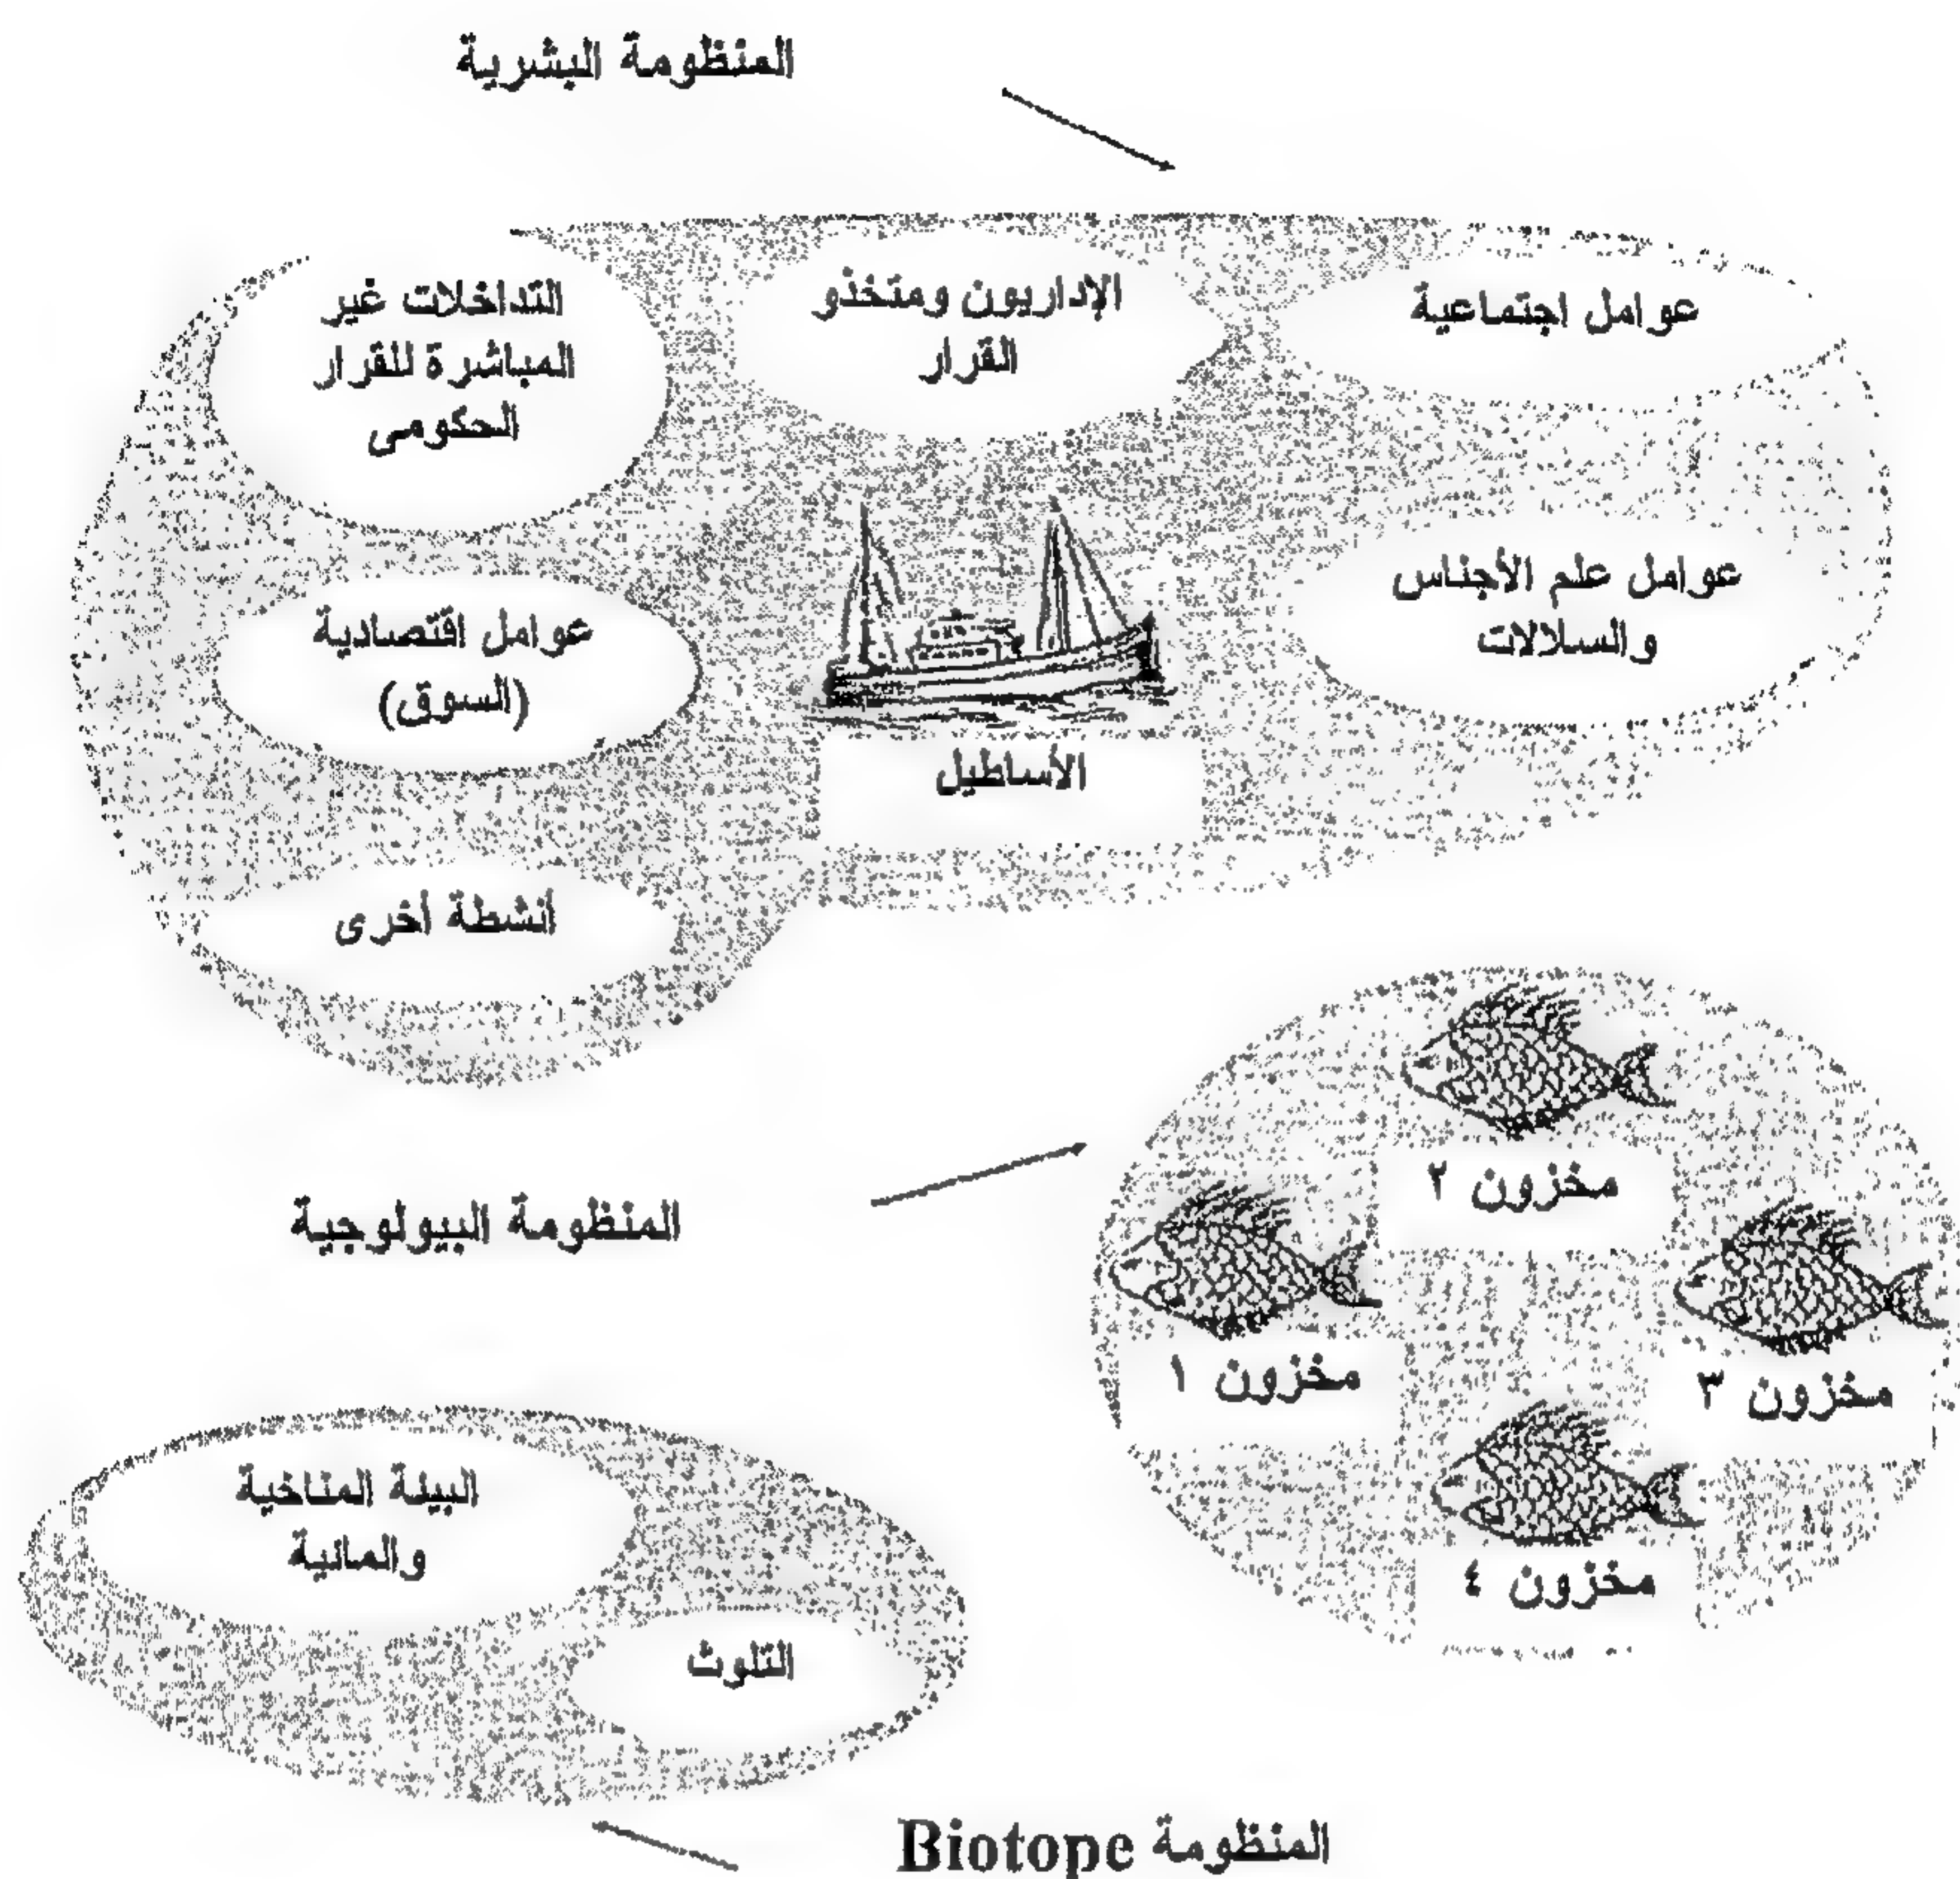 المنظومة البشرية
عوامل اجتماعية
الإداريون ومتخذو
القرار
التداخلات غير
المباشرة للقرار
الحكومى
عوامل علم الأجناس
والسلالات
عوامل اقتصادية
(السوق)
الأساطيل
أنشطة أخرى
المنظومة البيولوجية
مخزون ٢
مخزون ١
مخزون ٣
مخزون ٤
البيئة المناخية
والمائية
التلوث
المنظومة Biotope